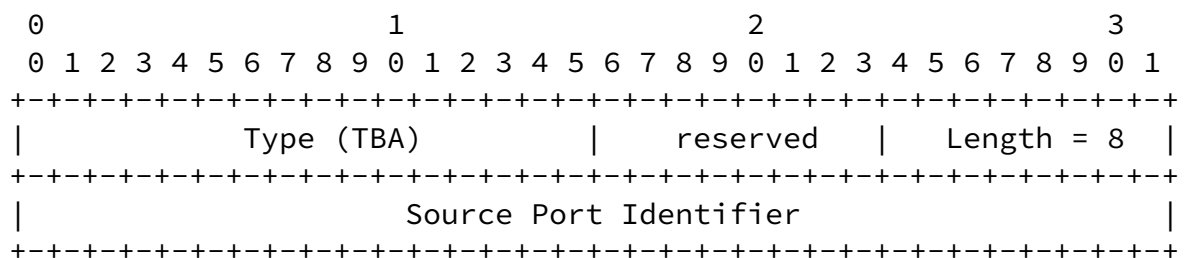 0                   1                   2                   3
 0 1 2 3 4 5 6 7 8 9 0 1 2 3 4 5 6 7 8 9 0 1 2 3 4 5 6 7 8 9 0 1
+-+-+-+-+-+-+-+-+-+-+-+-+-+-+-+-+-+-+-+-+-+-+-+-+-+-+-+-+-+-+-+-+
|            Type (TBA)         |    reserved   |   Length = 8  |
+-+-+-+-+-+-+-+-+-+-+-+-+-+-+-+-+-+-+-+-+-+-+-+-+-+-+-+-+-+-+-+-+
|                     Source Port Identifier                    |
+-+-+-+-+-+-+-+-+-+-+-+-+-+-+-+-+-+-+-+-+-+-+-+-+-+-+-+-+-+-+-+-+